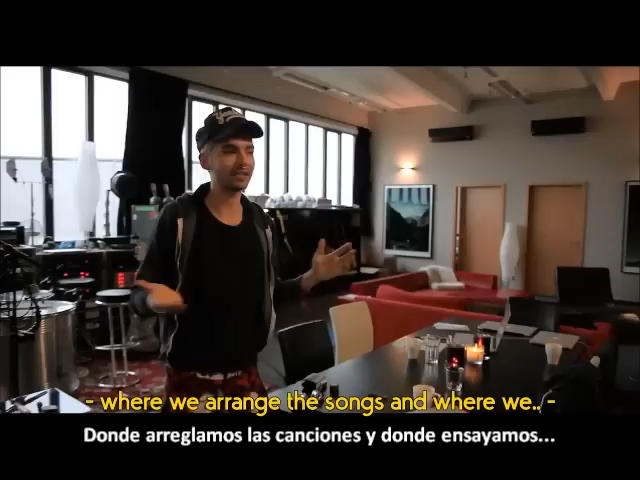 - where we arrange the songs and where we.. -
Donde arreglamos las canciones y donde ensayamos...